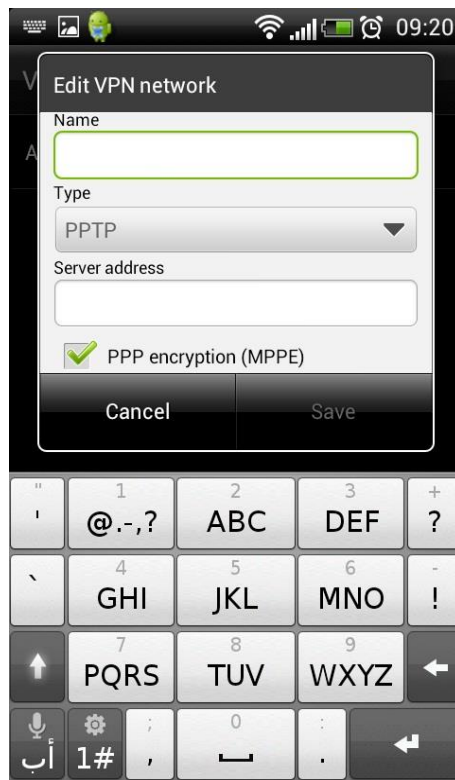 09:20
V
Edit VPN network
Name
A
Type
PPTP
Server address
PPP encryption (MPPE)
Cancel Save
" 1 2 3 +
' @.-,? ABC DEF ?
4 5 6 -
` GHI JKL MNO !
7 8 9
PQRS TUV WXYZ
; 0 :
أب 1# , .